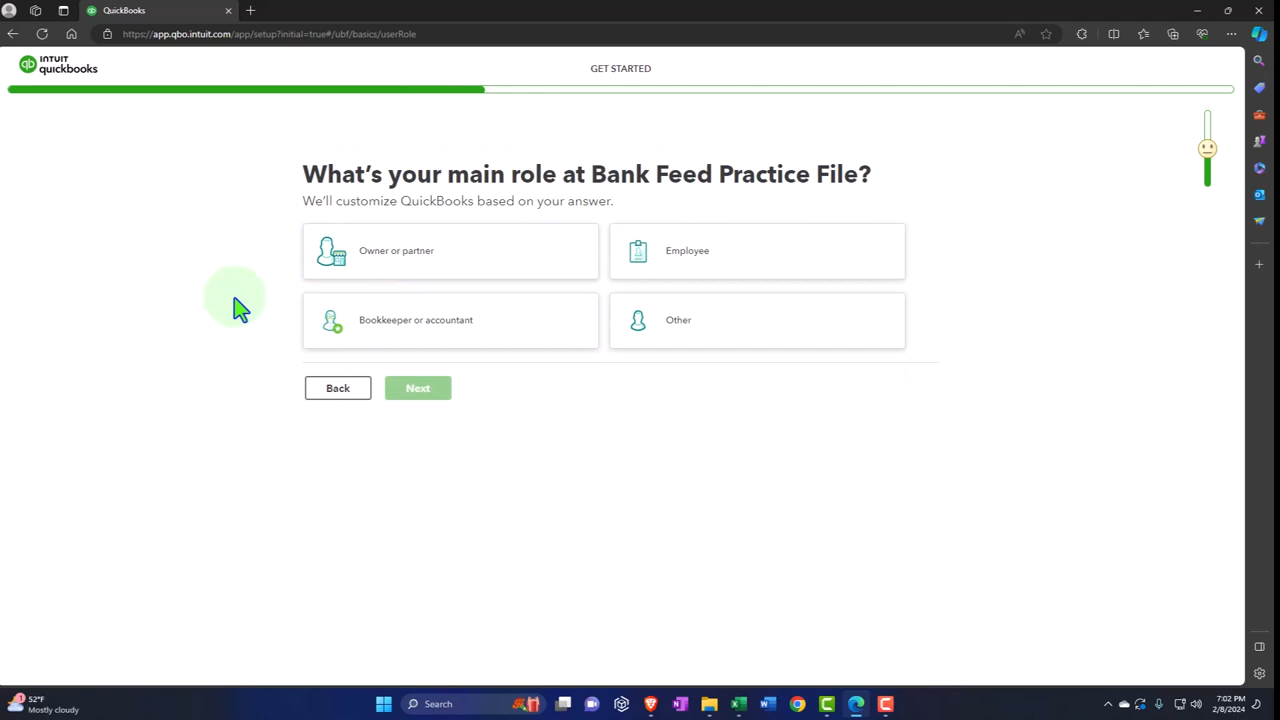 QuickBooks
https://app.qbo.intuit.com/app/setup?initial=true#/ubf/basics/userRole
INTUIT
quickbooks
GET STARTED
What's your main role at Bank Feed Practice File?
We'll customize QuickBooks based on your answer.
Owner or partner
Employee
Bookkeeper or accountant
Other
Back
Next
1
52°F
Mostly cloudy
Search
7:02 PM
2/8/2024